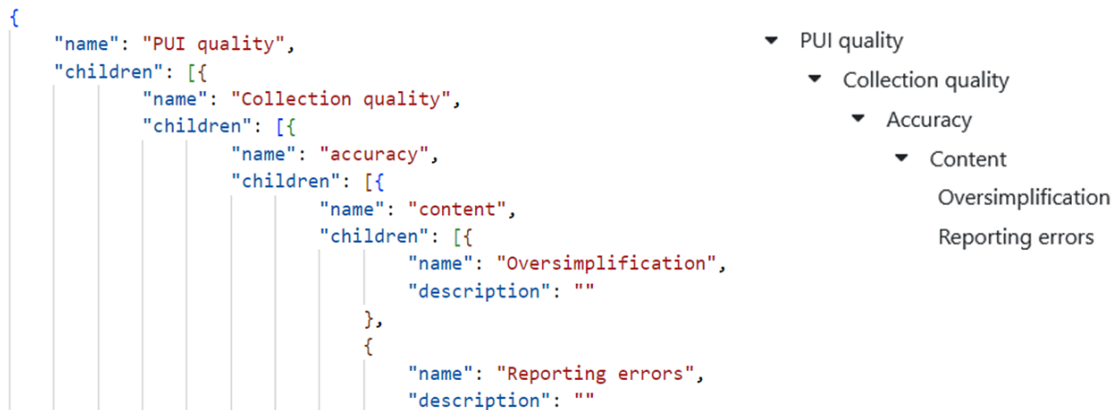 {
"name": "PUI quality",
"children": [{
"name": "Collection quality",
"children": [{
"name": "accuracy",
"children": [{
"name": "content",
"children": [{
"name": "Oversimplification",
"description": ""
},
{
"name": "Reporting errors",
"description": ""
PUI quality
Collection quality
Accuracy
Content
Oversimplification
Reporting errors